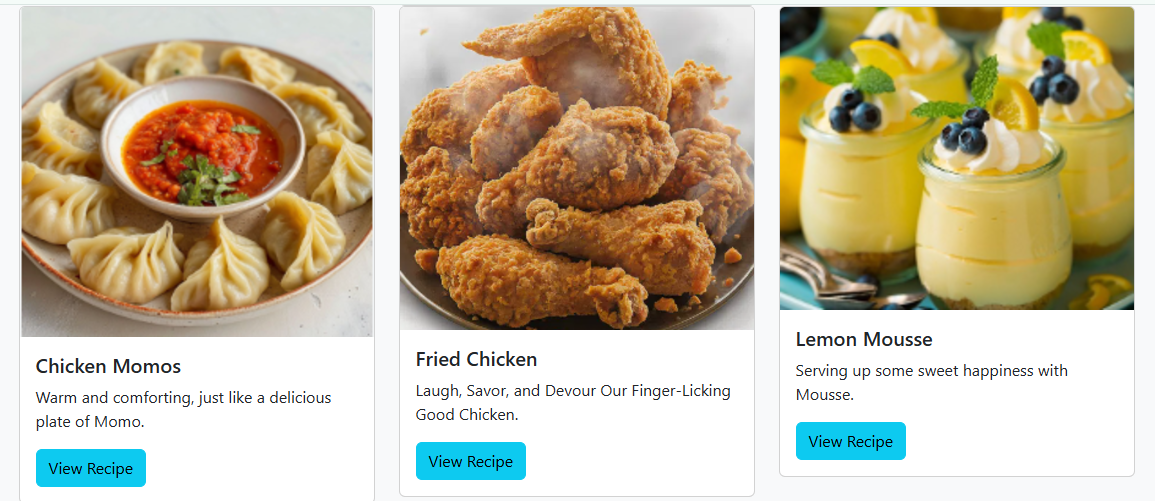 Chicken Momos
Warm and comforting, just like a delicious
plate of Momo.
View Recipe
Fried Chicken
Laugh, Savor, and Devour Our Finger-Licking
Good Chicken.
View Recipe
Lemon Mousse
Serving up some sweet happiness with
Mousse.
View Recipe